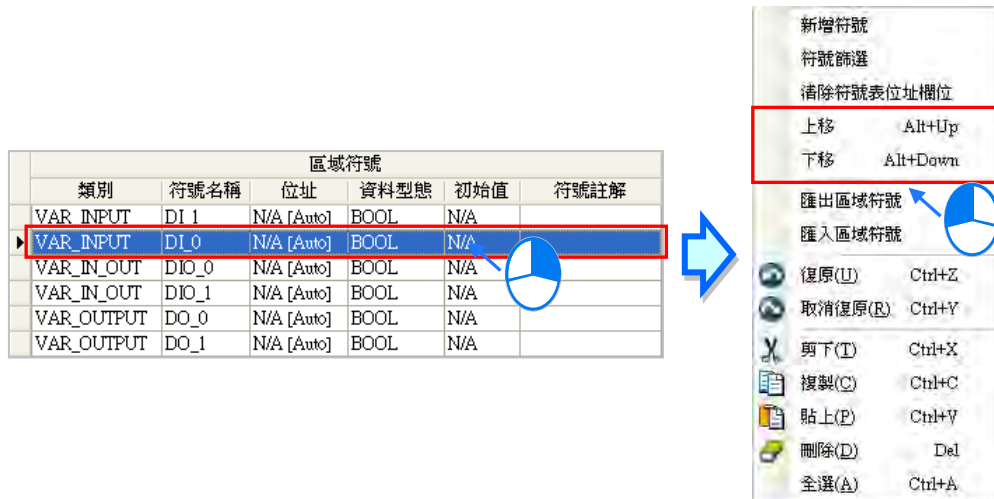 區域符號
類別 符號名稱 位址 資料型態 初始值 符號註解
VAR_INPUT DI_1 N/A [Auto] BOOL N/A
VAR_INPUT DI_0 N/A [Auto] BOOL N/A
VAR_IN_OUT DIO_0 N/A [Auto] BOOL N/A
VAR_IN_OUT DIO_1 N/A [Auto] BOOL N/A
VAR_OUTPUT DO_0 N/A [Auto] BOOL N/A
VAR_OUTPUT DO_1 N/A [Auto] BOOL N/A
新增符號
符號篩選
清除符號表位址欄位
上移 Alt+Up
下移 Alt+Down
匯出區域符號
匯入區域符號
復原(U) Ctrl+Z
取消復原(R) Ctrl+Y
剪下(T) Ctrl+X
複製(C) Ctrl+C
貼上(P) Ctrl+V
刪除(D) Del
全選(A) Ctrl+A